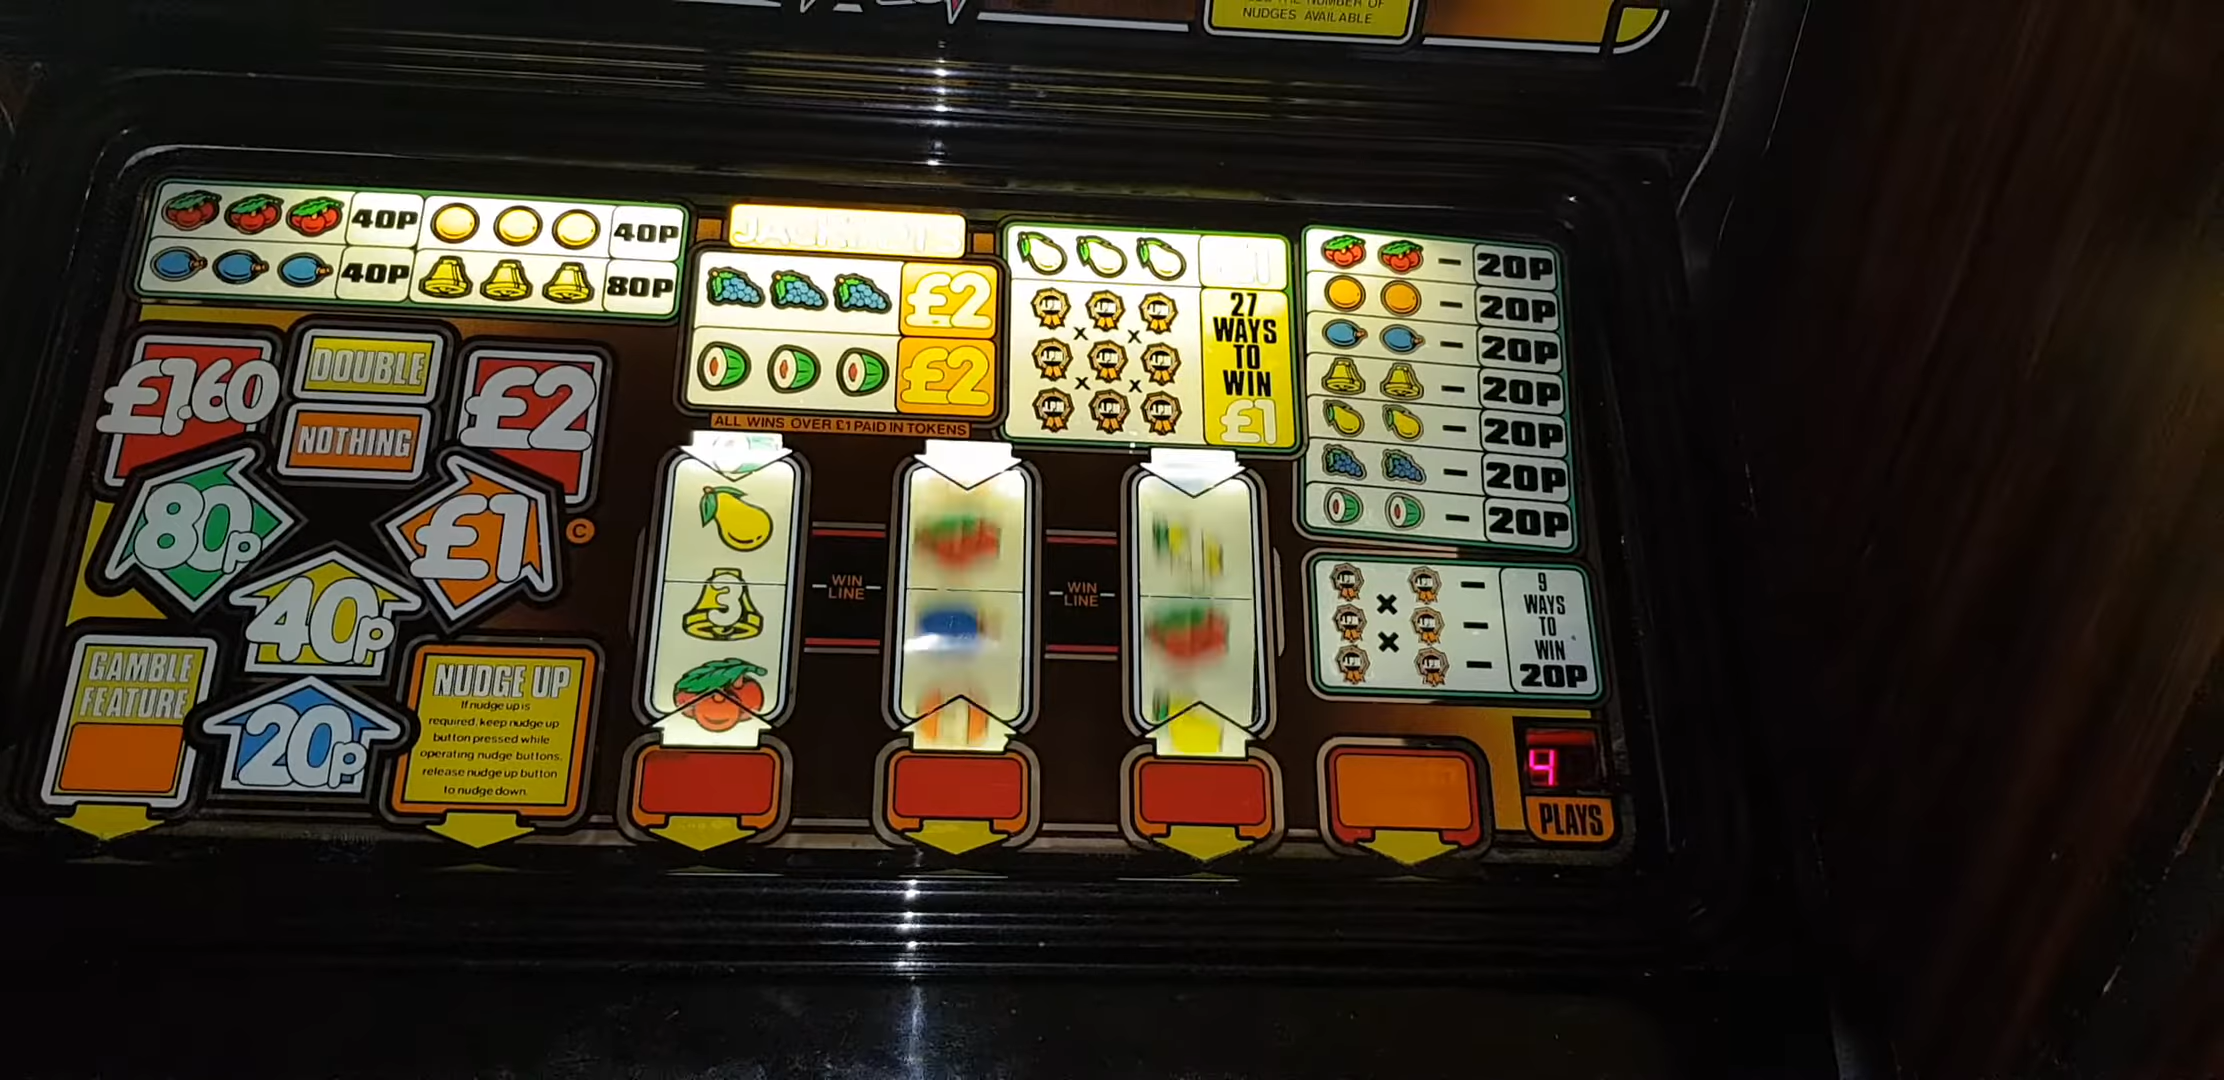 NUDGES AVAILABLE
40P
40P
40P
80P
JACKPOTS
£2
£2
ALL WINS OVER £1 PAID IN TOKENS
£1
J.P.M J.P.M J.P.M
J.P.M J.P.M J.P.M
J.P.M J.P.M J.P.M
27
WAYS
TO
WIN
£1
20P
20P
20P
20P
20P
20P
20P
J.P.M J.P.M
J.P.M J.P.M
J.P.M J.P.M
9
WAYS
TO
WIN
20P
£1.60
DOUBLE
NOTHING
£2
80p
£1
C
40p
20p
GAMBLE
FEATURE
NUDGE UP
If nudge up is
required, keep nudge up
button pressed while
operating nudge buttons,
release nudge up button
to nudge down.
3
WIN
LINE
WIN
LINE
4
PLAYS